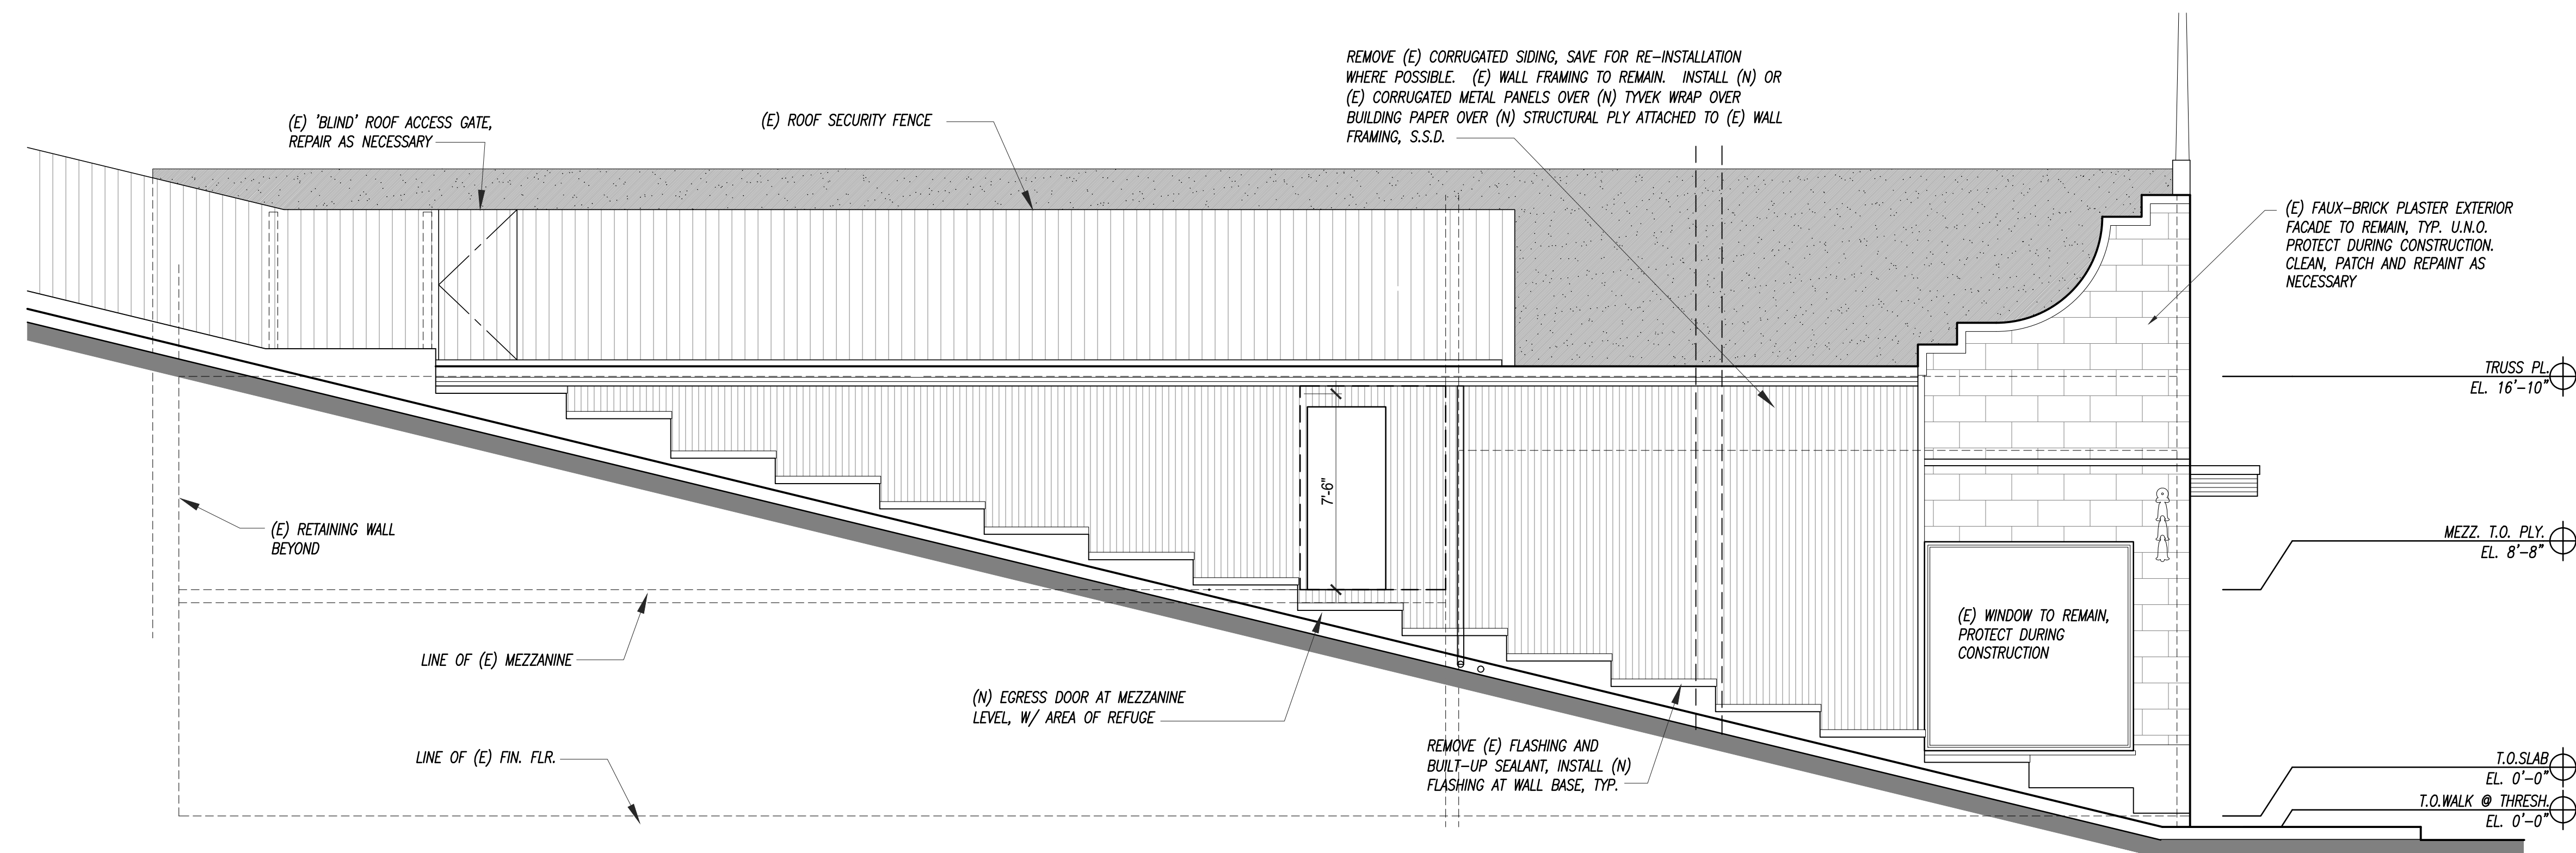 REMOVE (E) CORRUGATED SIDING, SAVE FOR RE-INSTALLATION
WHERE POSSIBLE. (E) WALL FRAMING TO REMAIN. INSTALL (N) OR
(E) CORRUGATED METAL PANELS OVER (N) TYVEK WRAP OVER
BUILDING PAPER OVER (N) STRUCTURAL PLY ATTACHED TO (E) WALL
FRAMING, S.S.D.
(E) 'BLIND' ROOF ACCESS GATE,
REPAIR AS NECESSARY
(E) ROOF SECURITY FENCE
(E) FAUX-BRICK PLASTER EXTERIOR
FACADE TO REMAIN, TYP. U.N.O.
PROTECT DURING CONSTRUCTION.
CLEAN, PATCH AND REPAINT AS
NECESSARY
TRUSS PL.
EL. 16'-10"
7'-6"
(E) RETAINING WALL
BEYOND
MEZZ. T.O. PLY.
EL. 8'-8"
(E) WINDOW TO REMAIN,
PROTECT DURING
CONSTRUCTION
LINE OF (E) MEZZANINE
(N) EGRESS DOOR AT MEZZANINE
LEVEL, W/ AREA OF REFUGE
REMOVE (E) FLASHING AND
BUILT-UP SEALANT, INSTALL (N)
FLASHING AT WALL BASE, TYP.
LINE OF (E) FIN. FLR.
T.O.SLAB
EL. 0'-0"
T.O.WALK @ THRESH.
EL. 0'-0"